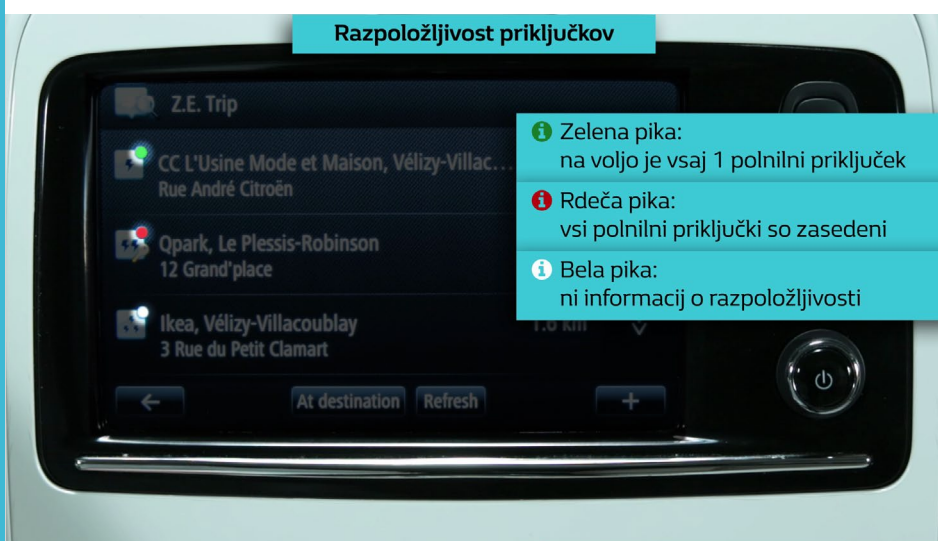 Razpoložljivost priključkov
Z.E. Trip
CC L'Usine Mode et Maison, Vélizy-Villac...
Rue André Citroën
Qpark, Le Plessis-Robinson
12 Grand'place
Ikea, Vélizy-Villacoublay
1.6 km
3 Rue du Petit Clamart
At destination
Refresh
Zelena pika:
na voljo je vsaj 1 polnilni priključek
Rdeča pika:
vsi polnilni priključki so zasedeni
Bela pika:
ni informacij o razpoložljivosti